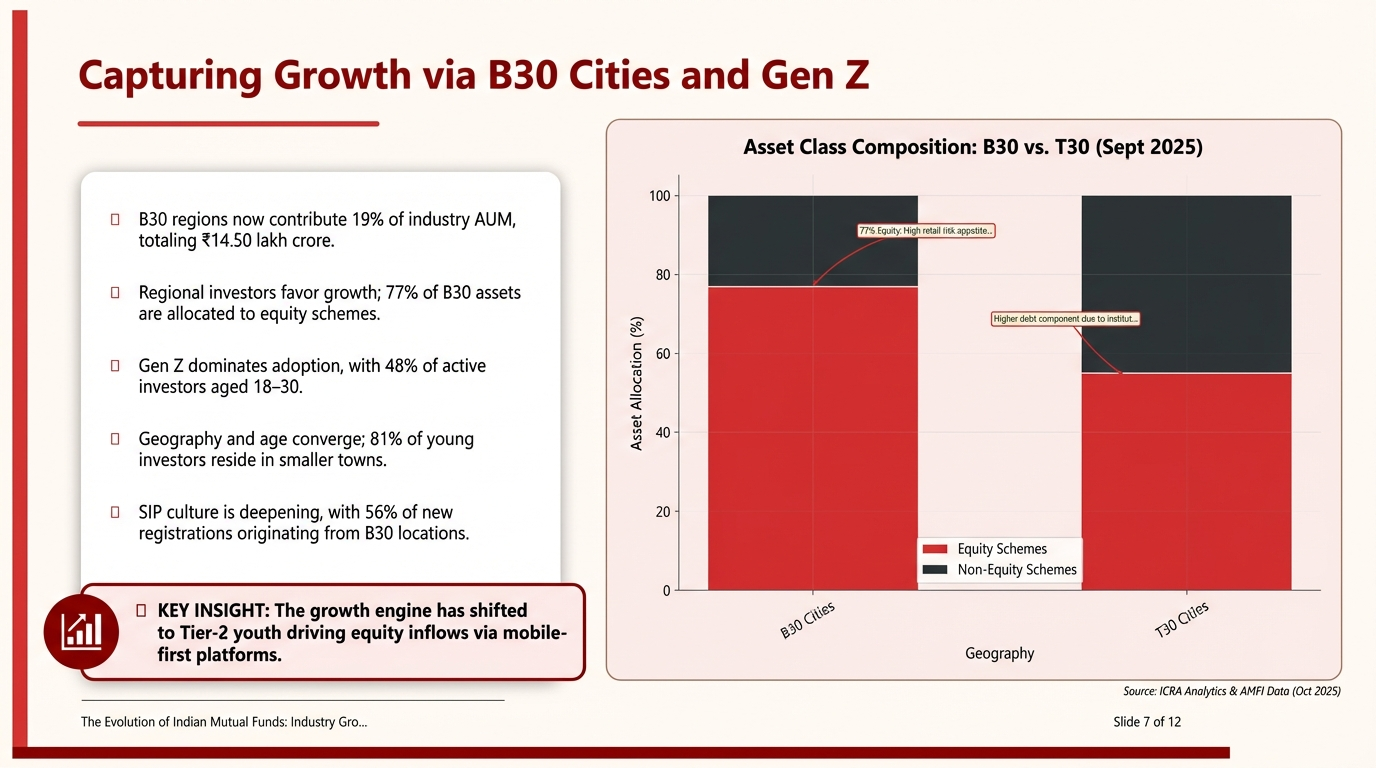 Capturing Growth via B30 Cities and Gen Z
B30 regions now contribute 19% of industry AUM,
totaling ₹14.50 lakh crore.
Regional investors favor growth; 77% of B30 assets
are allocated to equity schemes.
Gen Z dominates adoption, with 48% of active
investors aged 18–30.
Geography and age converge; 81% of young
investors reside in smaller towns.
SIP culture is deepening, with 56% of new
registrations originating from B30 locations.
KEY INSIGHT: The growth engine has shifted
to Tier-2 youth driving equity inflows via mobile-
first platforms.
Asset Class Composition: B30 vs. T30 (Sept 2025)
Asset Allocation (%)
100
80
60
40
20
0
77% Equity: High retail
Higher debt component due to institut...
Equity Schemes
Non-Equity Schemes
B30 Cities
T30 Cities
Geography
Source: ICRA Analytics & AMFI Data (Oct 2025)
The Evolution of Indian Mutual Funds: Industry Gro...
Slide 7 of 12